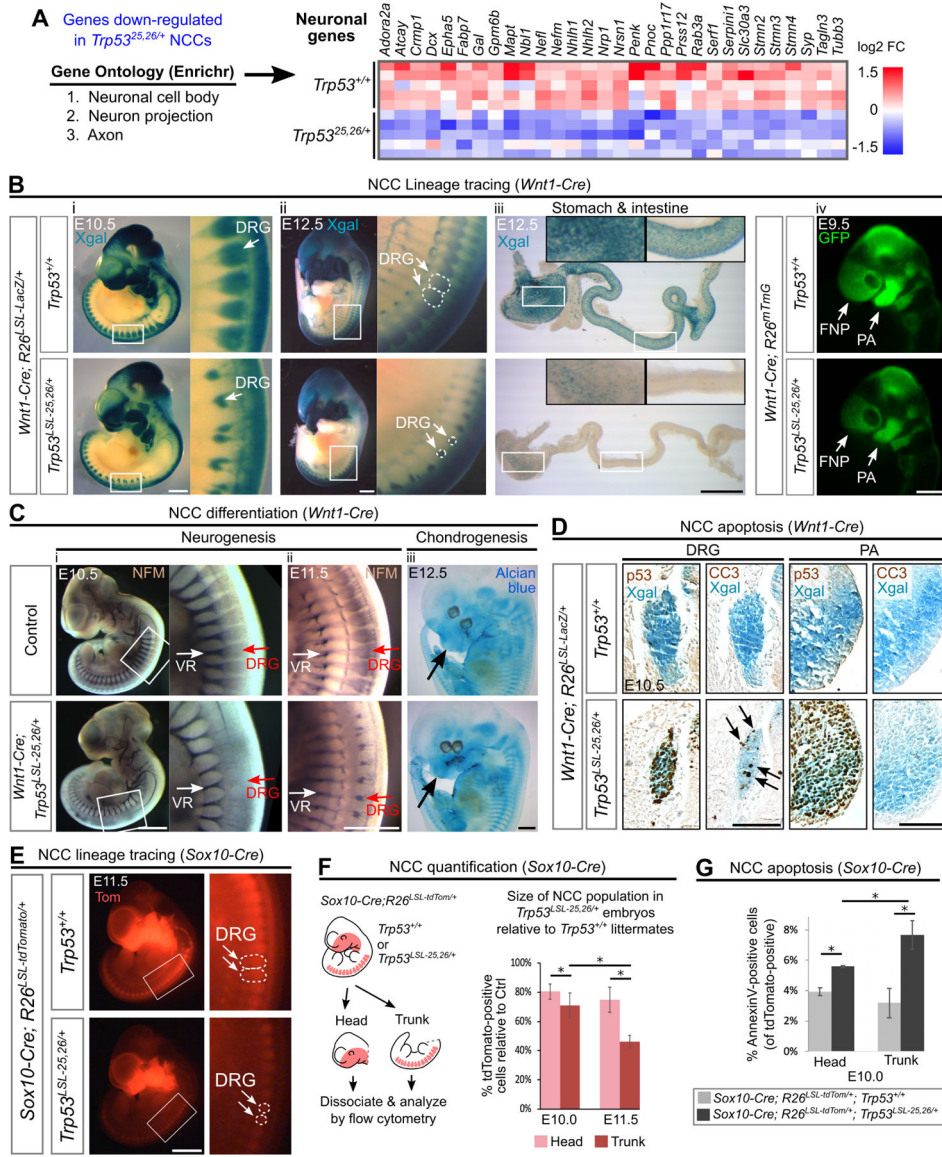 A
Genes down-regulated
in Trp53^25,26/+ NCCs
Gene Ontology (Enrichr)
1. Neuronal cell body
2. Neuron projection
3. Axon
Neuronal
genes
Adora2a
Atcay
Crmp1
Dcx
Epha5
Fabp7
Gal
Gpm6b
Mapt
Nbl1
Nefl
Nefm
Nhlh1
Nhlh2
Nrp1
Nrsn1
Penk
Pnoc
Ppp1r17
Prss12
Rab3a
Serf1
Serpini1
Slc30a3
Stmn2
Stmn3
Stmn4
Syp
Tagln3
Tubb3
log2 FC
1.5
0
-1.5
Trp53^+/+
Trp53^25,26/+
B
NCC Lineage tracing (Wnt1-Cre)
i
ii
iii
Stomach & intestine
iv
Wnt1-Cre; R26^LSL-LacZ/+
Trp53^+/+
Trp53^LSL-25,26/+
E10.5
Xgal
DRG
E12.5 Xgal
DRG
E12.5
Xgal
Wnt1-Cre; R26^mTmG
Trp53^+/+
Trp53^LSL-25,26/+
E9.5
GFP
FNP
PA
DRG
DRG
FNP
PA
C
NCC differentiation (Wnt1-Cre)
Neurogenesis
Chondrogenesis
i
ii
iii
Control
E10.5
NFM
VR
DRG
E11.5
NFM
VR
DRG
E12.5
Alcian
blue
Wnt1-Cre;
Trp53^LSL-25,26/+
VR
DRG
VR
DRG
D
NCC apoptosis (Wnt1-Cre)
DRG
PA
Wnt1-Cre; R26^LSL-LacZ/+
Trp53^+/+
Trp53^LSL-25,26/+
p53
Xgal
CC3
Xgal
p53
Xgal
CC3
Xgal
E10.5
E
NCC lineage tracing (Sox10-Cre)
Sox10-Cre; R26^LSL-tdTomato/+
Trp53^+/+
Trp53^LSL-25,26/+
E11.5
Tom
DRG
DRG
F
NCC quantification (Sox10-Cre)
Sox10-Cre;R26^LSL-tdTom/+
Trp53^+/+
or
Trp53^LSL-25,26/+
Head
Trunk
Dissociate & analyze
by flow cytometry
Size of NCC population in
Trp53^LSL-25,26/+ embryos
relative to Trp53^+/+ littermates
% tdTomato-positive
cells relative to Ctrl
100%
80%
60%
40%
20%
0%
*
*
*
E10.0
E11.5
Head
Trunk
G
NCC apoptosis (Sox10-Cre)
% AnnexinV-positive cells
(of tdTomato-positive)
8%
6%
4%
2%
0%
*
*
*
Head
Trunk
E10.0
Sox10-Cre; R26^LSL-tdTom/+; Trp53^+/+
Sox10-Cre; R26^LSL-tdTom/+; Trp53^LSL-25,26/+